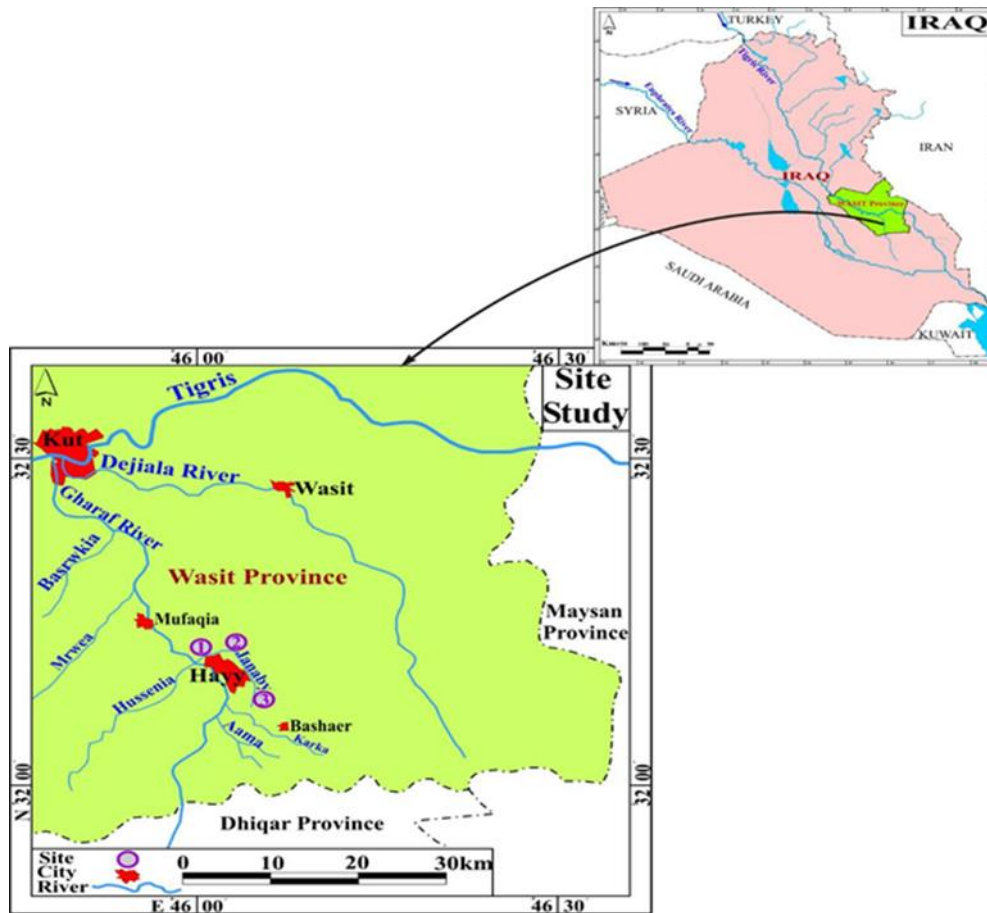 TURKEY
IRAQ
Tigris River
Euphrates River
SYRIA
IRAN
IRAQ
WASIT Province
SAUDI ARABIA
KUWAIT
46 00
46 30
N
Site
Study
Tigris
Kut
32 30
32 30
Dejiala River
Wasit
Gharaf River
Basrwkia
Wasit Province
Mufaqia
Maysan
Province
1
2
Mrwea
Janaby
Hayy
Hussenia
3
Bashaer
Aama
Karka
N 32 00
32 00
Dhiqar Province
Site
City
River
0 10 20 30km
E 46 00
46 30